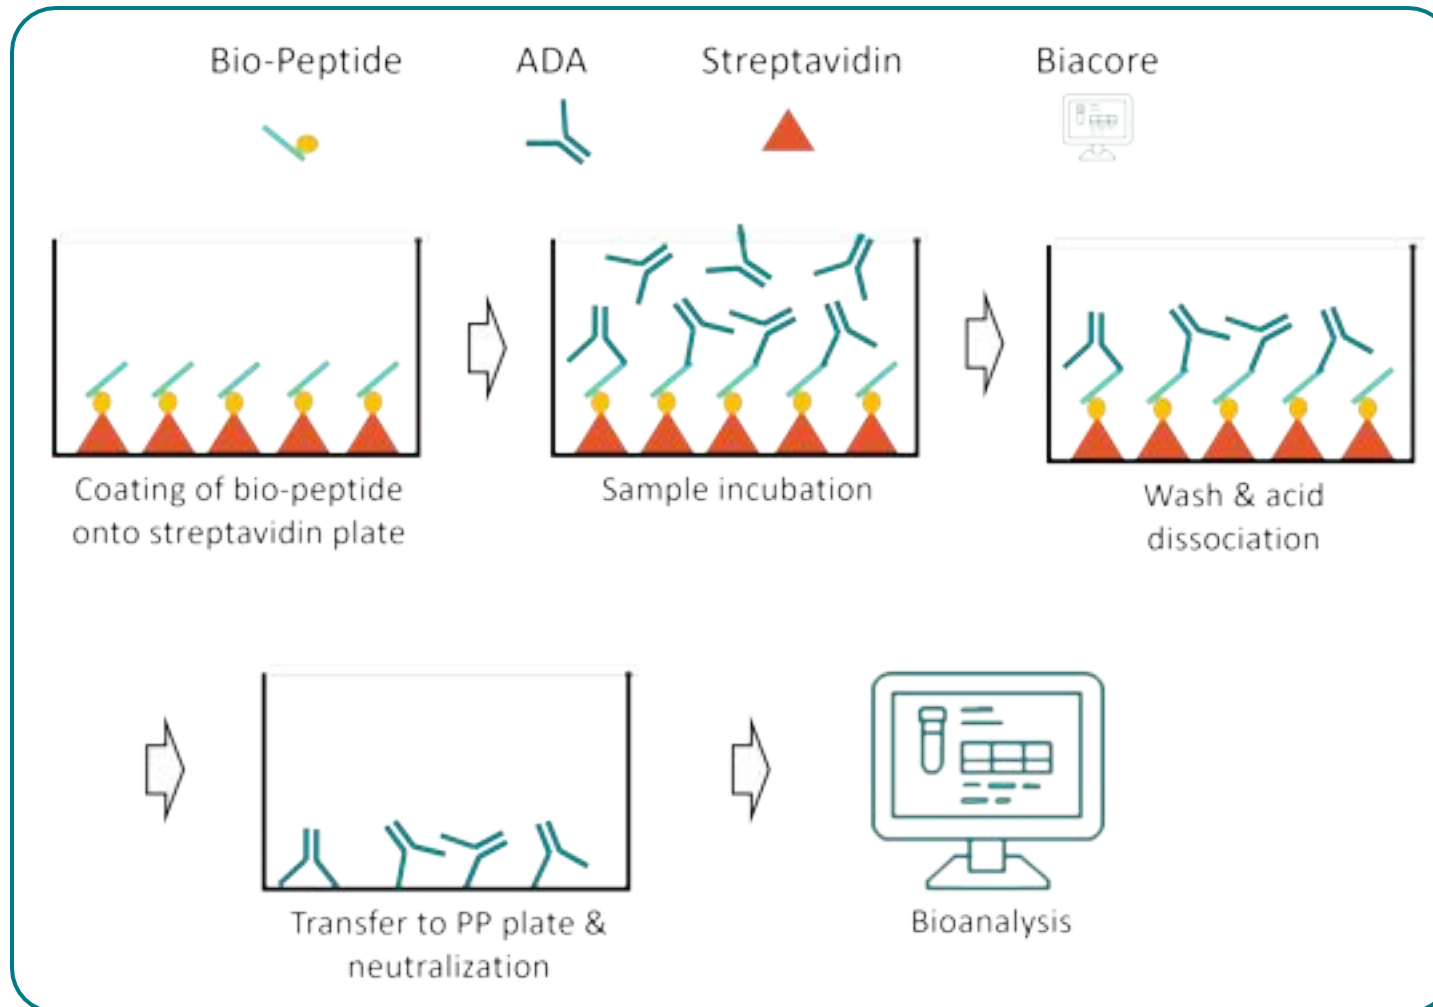 Bio-Peptide
ADA
Streptavidin
Biacore
Coating of bio-peptide
onto streptavidin plate
Sample incubation
Wash & acid
dissociation
Transfer to PP plate &
neutralization
Bioanalysis